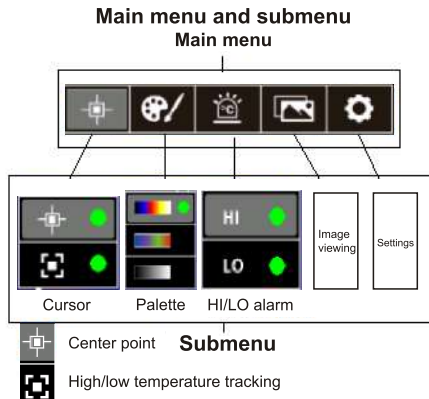 Main menu and submenu
Main menu
°C
HI
LO
Image
viewing
Settings
Cursor
Palette
HI/LO alarm
Submenu
Center point
High/low temperature tracking